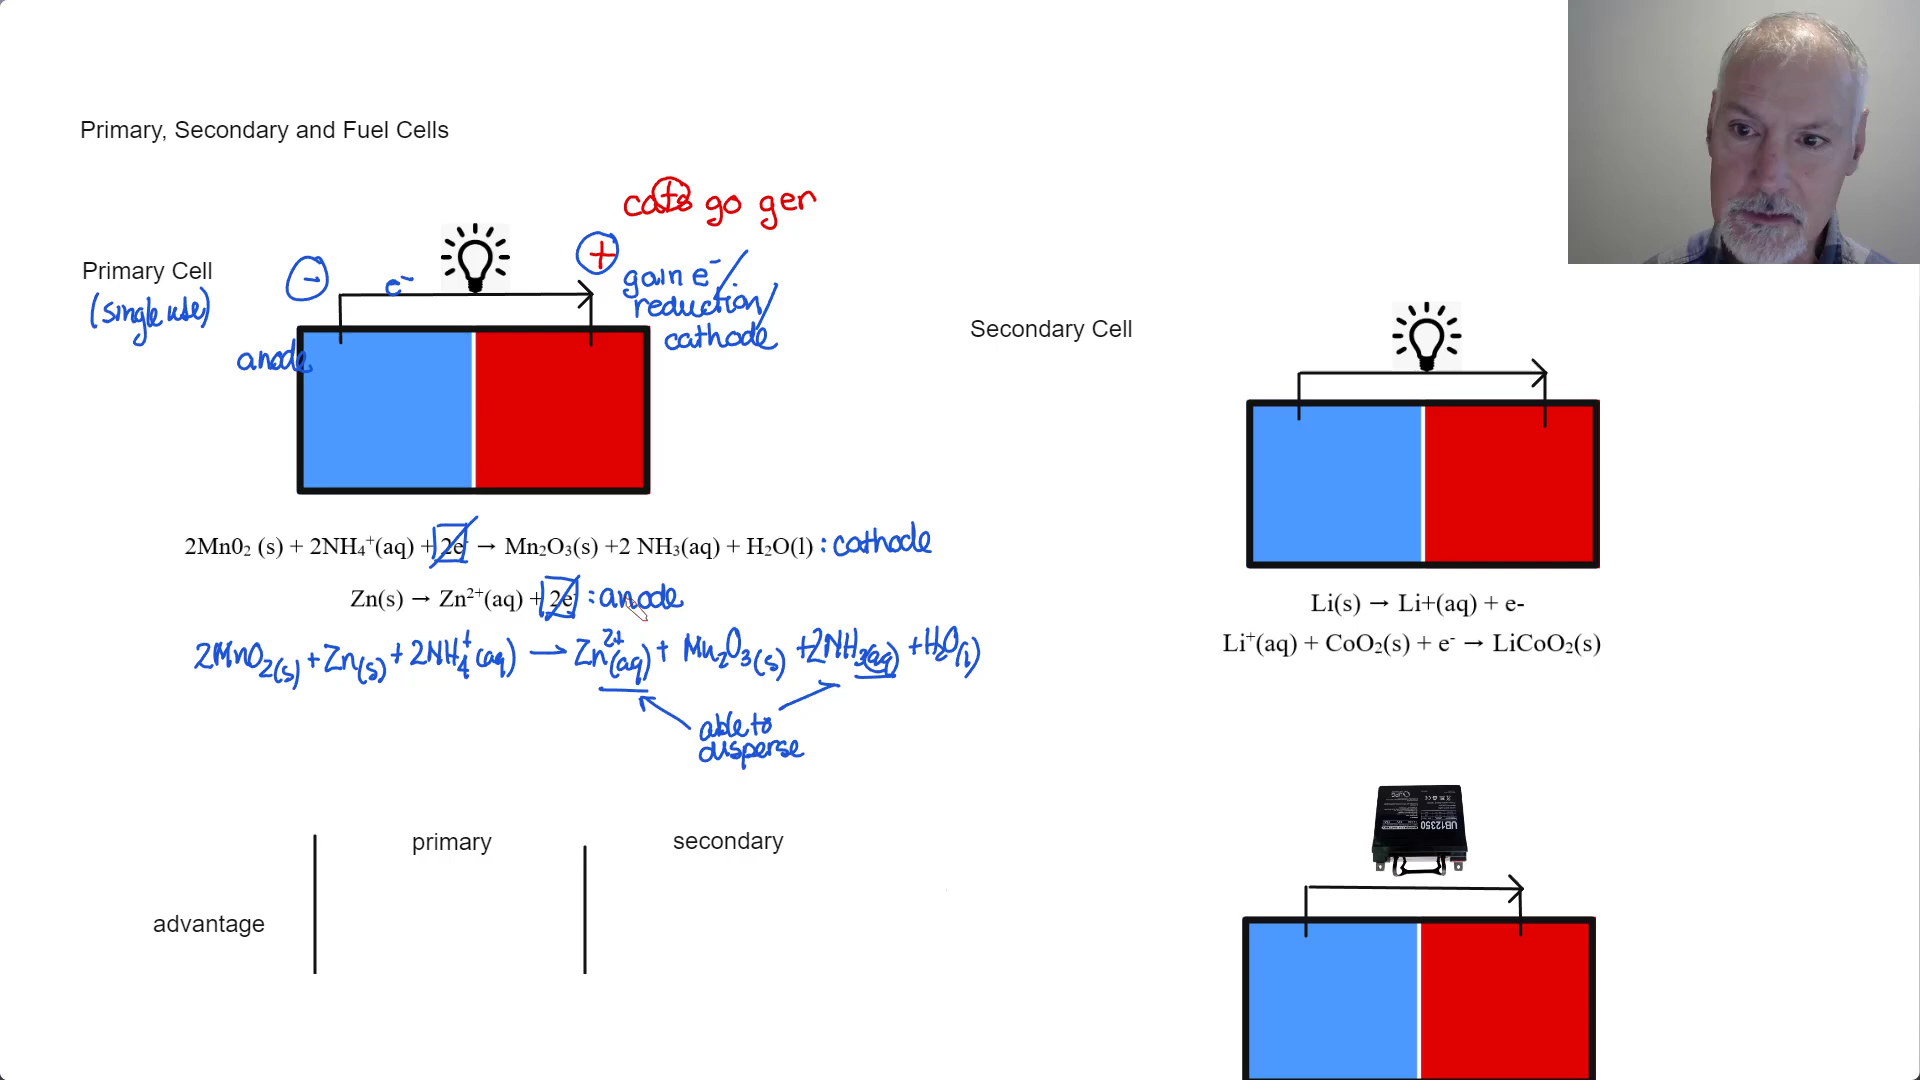 Primary, Secondary and Fuel Cells
cats go gen
+
Primary Cell
(single use)
-
e⁻
+
gain e⁻/
reduction/
cathode
anode
2Mn0₂ (s) + 2NH₄⁺(aq) + 2e⁻ → Mn₂O₃(s) +2 NH₃(aq) + H₂O(l) : cathode
Zn(s) → Zn²⁺(aq) + 2e⁻ : anode
2MnO₂(s) + Zn(s) + 2NH₄⁺(aq) → Zn²⁺(aq) + Mn₂O₃(s) + 2NH₃(aq) + H₂O(l)
able to
disperse
primary
secondary
advantage
Secondary Cell
Li(s) → Li+(aq) + e-
Li⁺(aq) + CoO₂(s) + e⁻ → LiCoO₂(s)
UB12350